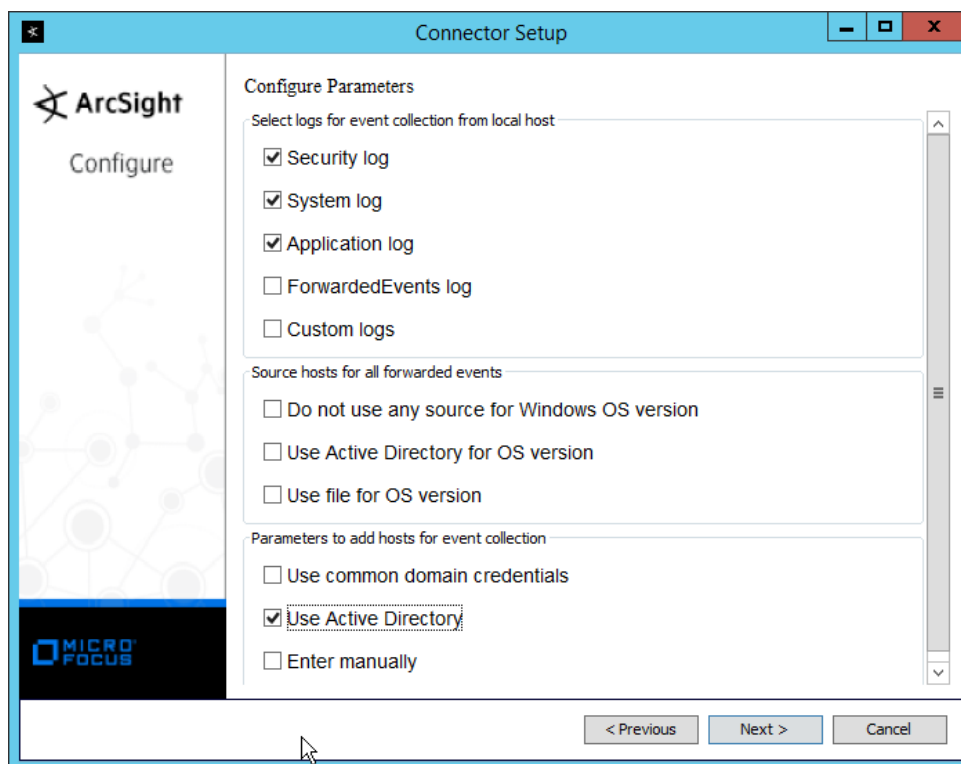 Connector Setup
ArcSight
Configure
Configure Parameters
Select logs for event collection from local host
Security log
System log
Application log
ForwardedEvents log
Custom logs
Source hosts for all forwarded events
Do not use any source for Windows OS version
Use Active Directory for OS version
Use file for OS version
Parameters to add hosts for event collection
Use common domain credentials
Use Active Directory
Enter manually
MICRO
FOCUS
< Previous
Next >
Cancel